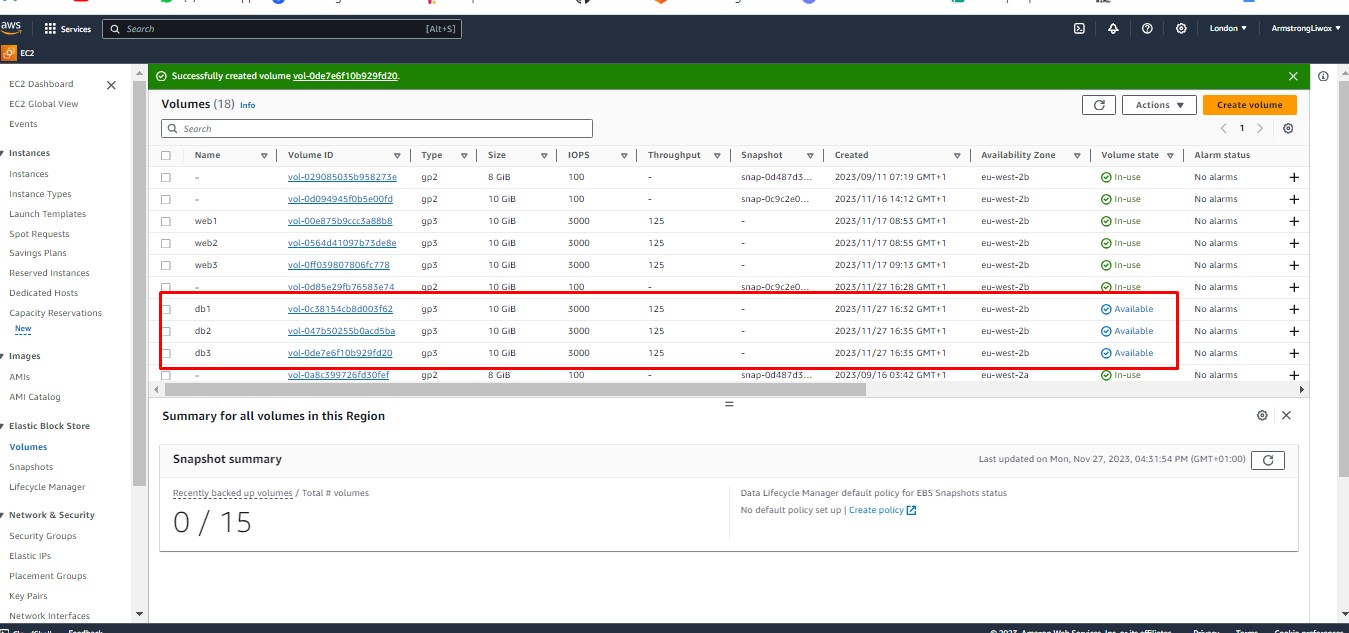 aws Services Search [Alt+S] London ArmstrongLiwox
EC2
EC2 Dashboard
EC2 Global View
Events
Instances
Instances
Instance Types
Launch Templates
Spot Requests
Savings Plans
Reserved Instances
Dedicated Hosts
Capacity Reservations
New
Images
AMIs
AMI Catalog
Elastic Block Store
Volumes
Snapshots
Lifecycle Manager
Network & Security
Security Groups
Elastic IPs
Placement Groups
Key Pairs
Network Interfaces
Successfully created volume vol-0de7e6f10b929fd20.
Volumes (18) Info Actions Create volume
Search 1
Name Volume ID Type Size IOPS Throughput Snapshot Created Availability Zone Volume state Alarm status
– vol-029085035b958273e gp2 8 GiB 100 - snap-0d487d3... 2023/09/11 07:19 GMT+1 eu-west-2b In-use No alarms
– vol-0d094945f0b5e00fd gp2 10 GiB 100 - snap-0c9c2e0... 2023/11/16 14:12 GMT+1 eu-west-2b In-use No alarms
web1 vol-00e875b9ccc3a88b8 gp3 10 GiB 3000 125 - 2023/11/17 08:53 GMT+1 eu-west-2b In-use No alarms
web2 vol-0564d41097b73de8e gp3 10 GiB 3000 125 - 2023/11/17 08:55 GMT+1 eu-west-2b In-use No alarms
web3 vol-0ff039807806fc778 gp3 10 GiB 3000 125 - 2023/11/17 09:13 GMT+1 eu-west-2b In-use No alarms
– vol-0d85e29fb76583e74 gp2 10 GiB 100 - snap-0c9c2e0... 2023/11/27 16:28 GMT+1 eu-west-2b In-use No alarms
db1 vol-0c38154cb8d003f62 gp3 10 GiB 3000 125 - 2023/11/27 16:32 GMT+1 eu-west-2b Available No alarms
db2 vol-047b50255b0acd5ba gp3 10 GiB 3000 125 - 2023/11/27 16:35 GMT+1 eu-west-2b Available No alarms
db3 vol-0de7e6f10b929fd20 gp3 10 GiB 3000 125 - 2023/11/27 16:35 GMT+1 eu-west-2b Available No alarms
– vol-0a8c399726fd30fef gp2 8 GiB 100 - snap-0d487d3... 2023/09/16 03:42 GMT+1 eu-west-2a In-use No alarms
Summary for all volumes in this Region
Snapshot summary Last updated on Mon, Nov 27, 2023, 04:31:54 PM (GMT+01:00)
Recently backed up volumes / Total # volumes
0 / 15
Data Lifecycle Manager default policy for EBS Snapshots status
No default policy set up | Create policy
CloudShell Feedback © 2023, Amazon Web Services, Inc. or its affiliates. Privacy Terms Cookie preferences